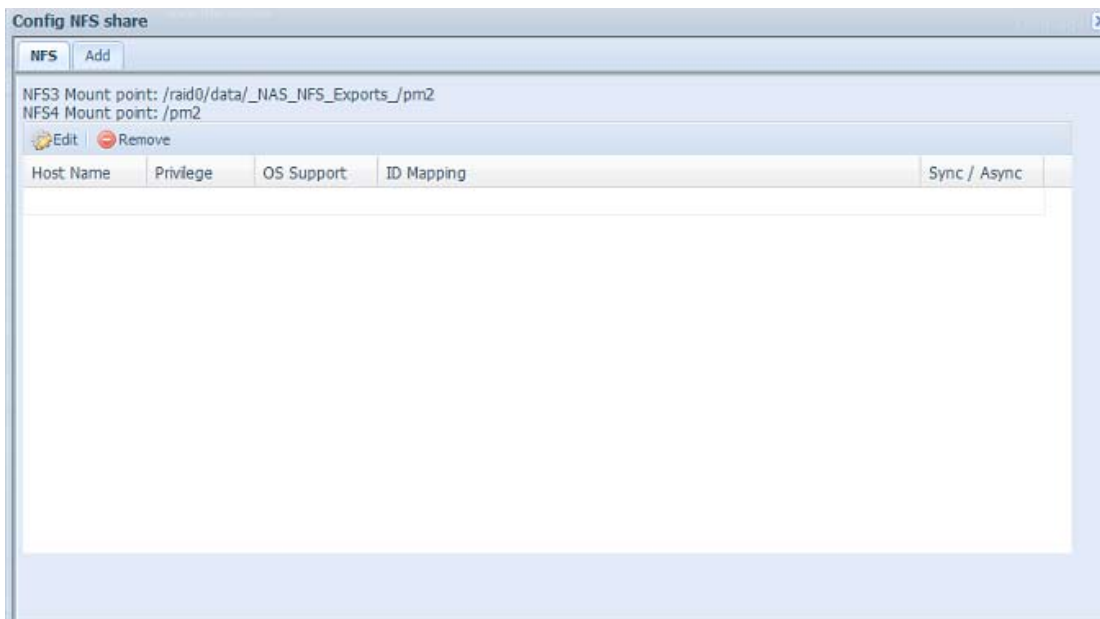 Config NFS share
NFS Add
NFS3 Mount point: /raid0/data/_NAS_NFS_Exports_/pm2
NFS4 Mount point: /pm2
Edit Remove
Host Name Privilege OS Support ID Mapping Sync / Async